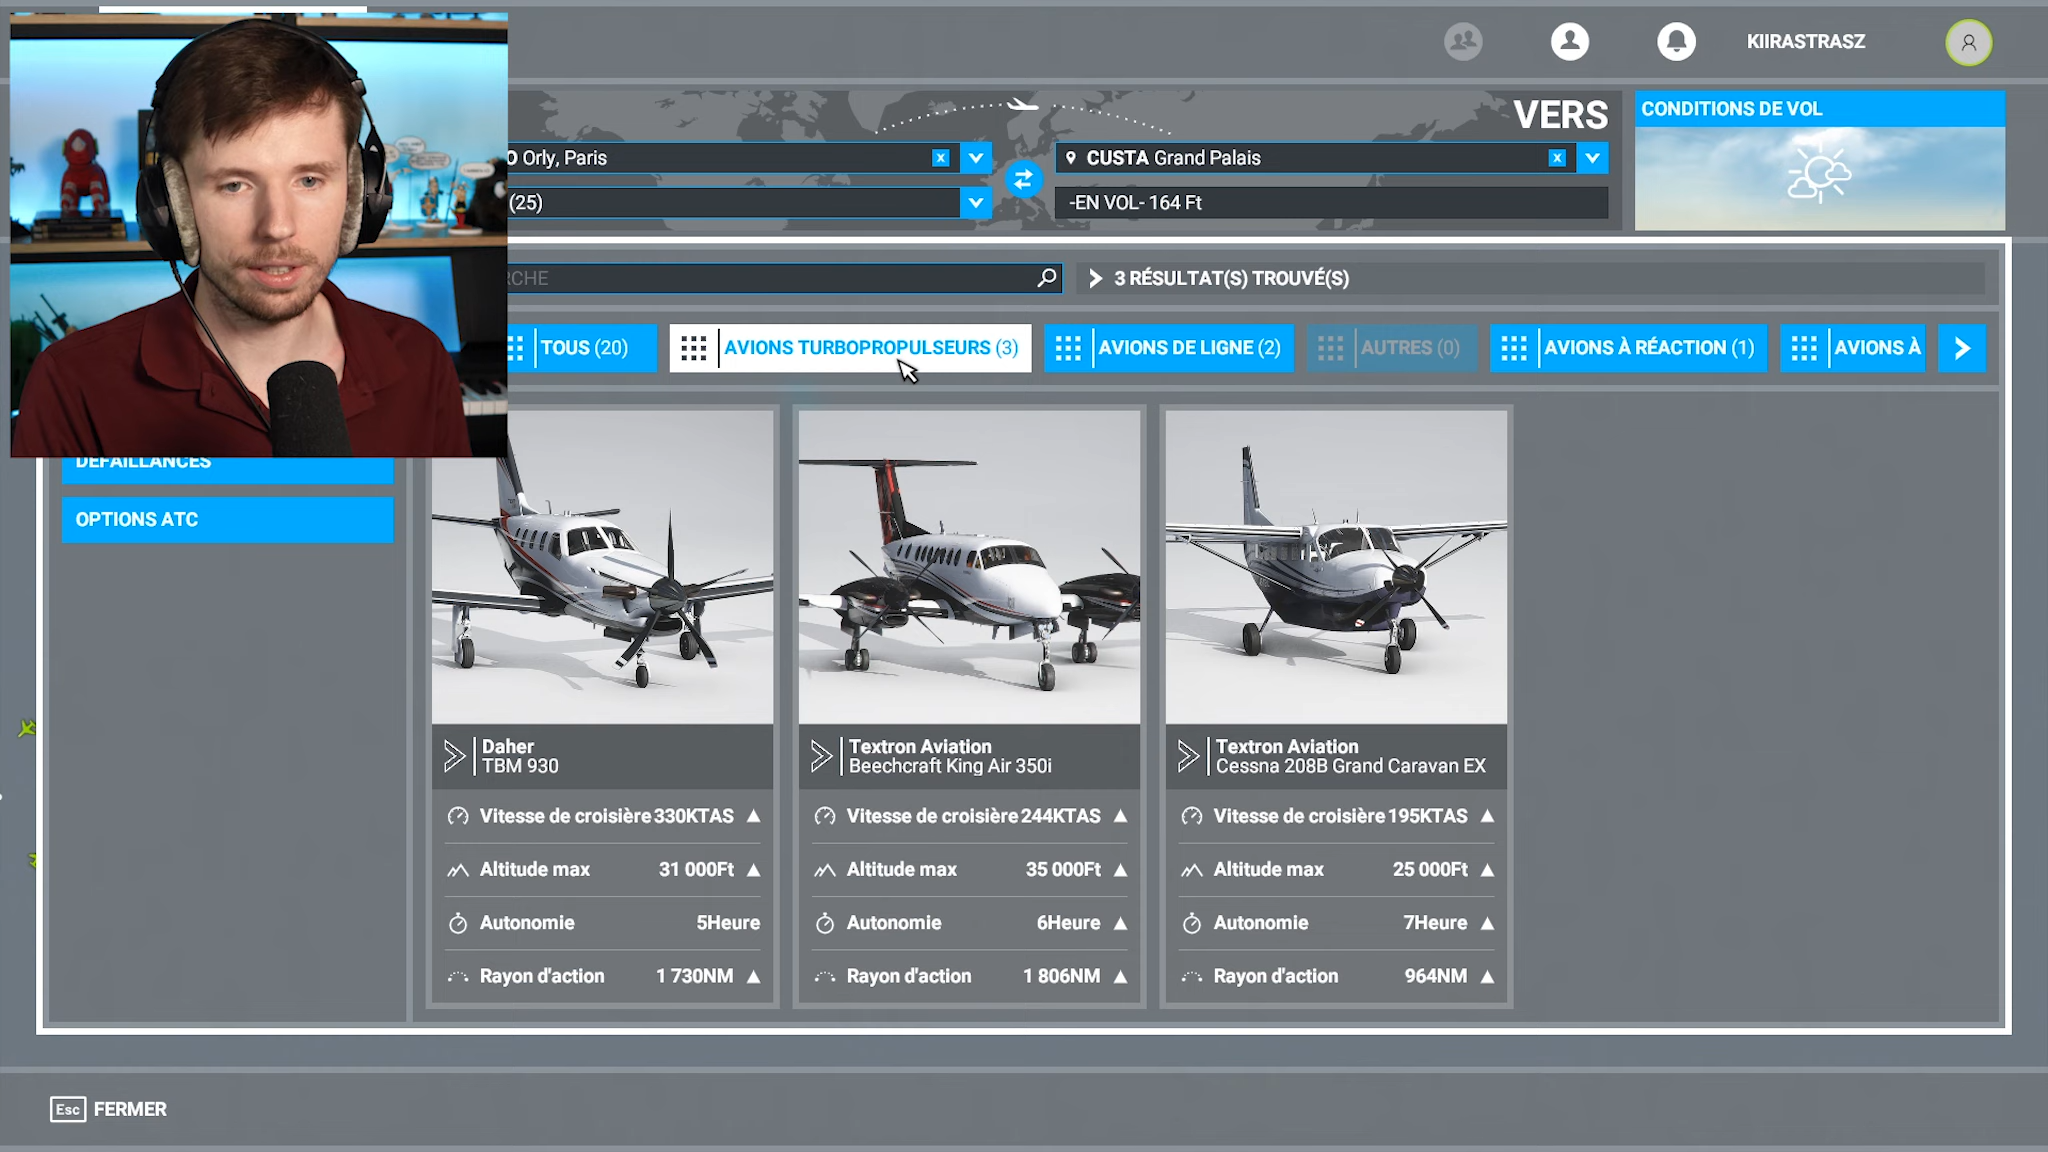 KIIRASTRASZ
VERS
CONDITIONS DE VOL
O Orly, Paris
x
CUSTA Grand Palais
x
(25)
-EN VOL- 164 Ft
RCHE
3 RÉSULTAT(S) TROUVÉ(S)
TOUS (20)
AVIONS TURBOPROPULSEURS (3)
AVIONS DE LIGNE (2)
AUTRES (0)
AVIONS À RÉACTION (1)
AVIONS À
DÉFAILLANCES
OPTIONS ATC
Daher
TBM 930
Vitesse de croisière 330KTAS
Altitude max 31 000Ft
Autonomie 5Heure
Rayon d'action 1 730NM
Textron Aviation
Beechcraft King Air 350i
Vitesse de croisière 244KTAS
Altitude max 35 000Ft
Autonomie 6Heure
Rayon d'action 1 806NM
Textron Aviation
Cessna 208B Grand Caravan EX
Vitesse de croisière 195KTAS
Altitude max 25 000Ft
Autonomie 7Heure
Rayon d'action 964NM
Esc FERMER